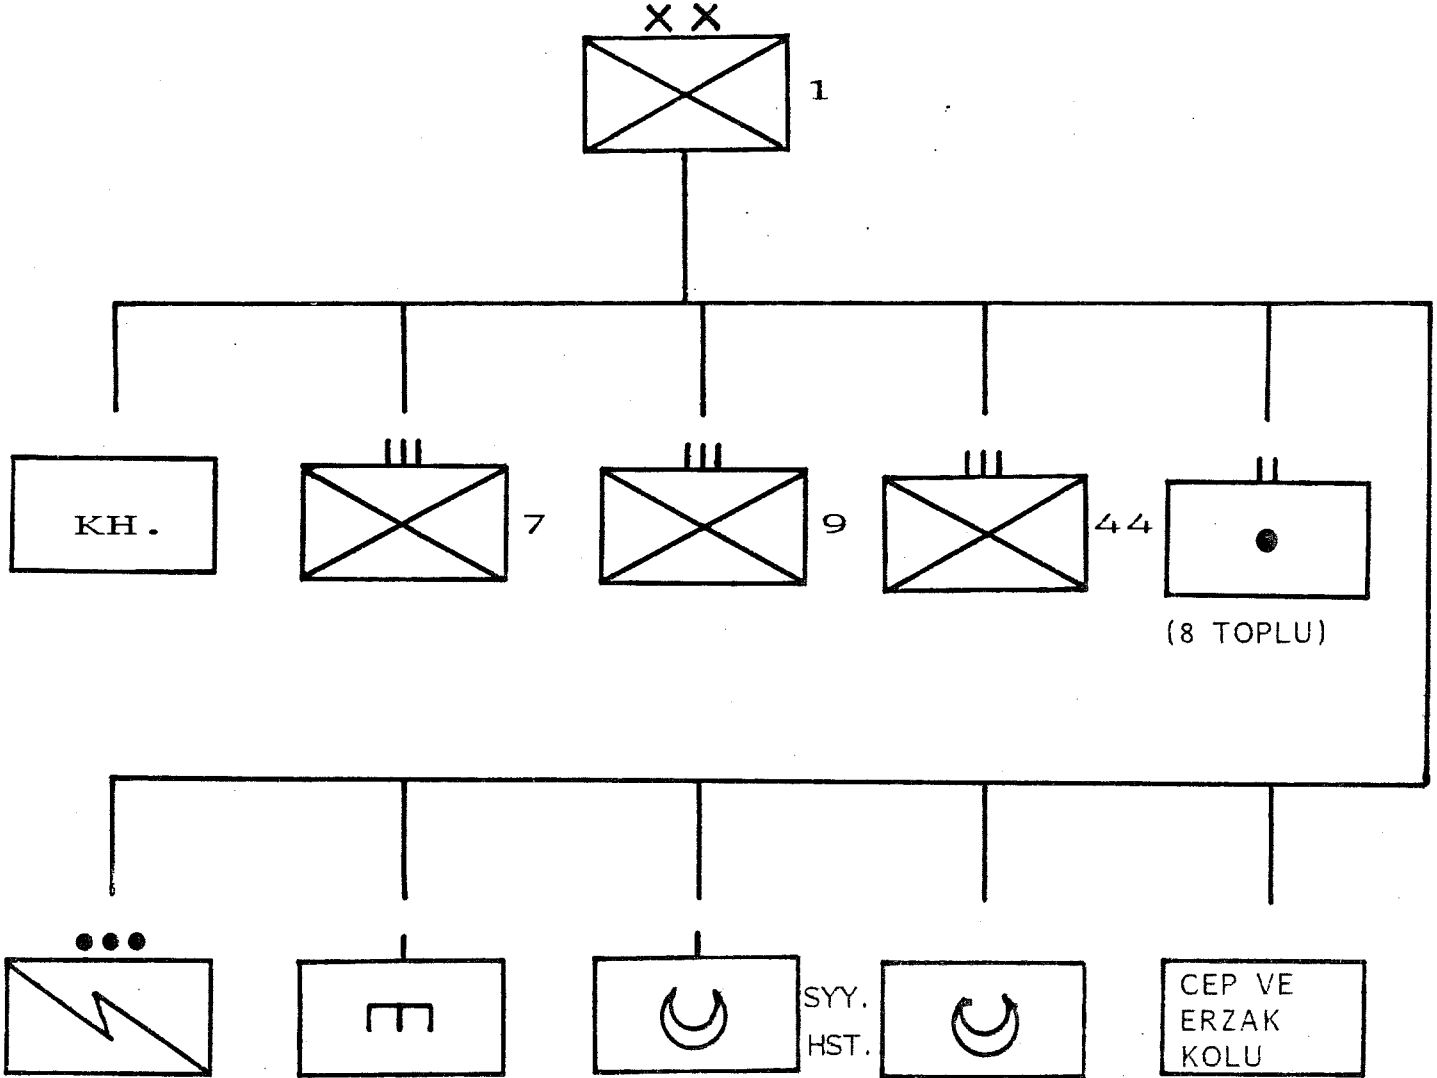 1
KH.
7
9
44
(8 TOPLU)
SYY.
HST.
CEP VE
ERZAK
KOLU